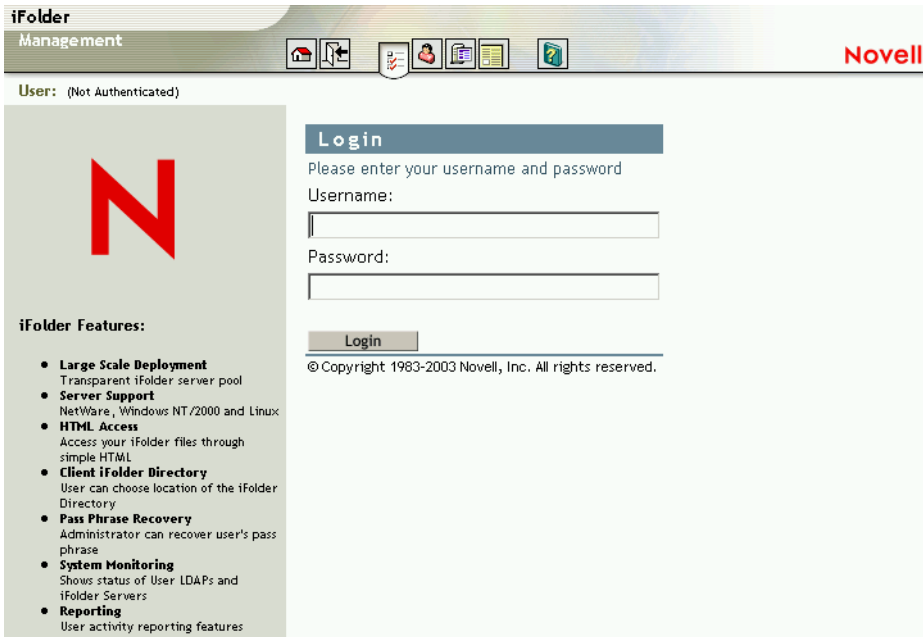 iFolder
Management
Novell
User: (Not Authenticated)
Login
Please enter your username and password
Username:
Password:
Login
© Copyright 1983-2003 Novell, Inc. All rights reserved.
N
iFolder Features:
• Large Scale Deployment
Transparent iFolder server pool
• Server Support
NetWare, Windows NT/2000 and Linux
• HTML Access
Access your iFolder files through
simple HTML
• Client iFolder Directory
User can choose location of the iFolder
Directory
• Pass Phrase Recovery
Administrator can recover user's pass
phrase
• System Monitoring
Shows status of User LDAPs and
iFolder Servers
• Reporting
User activity reporting features